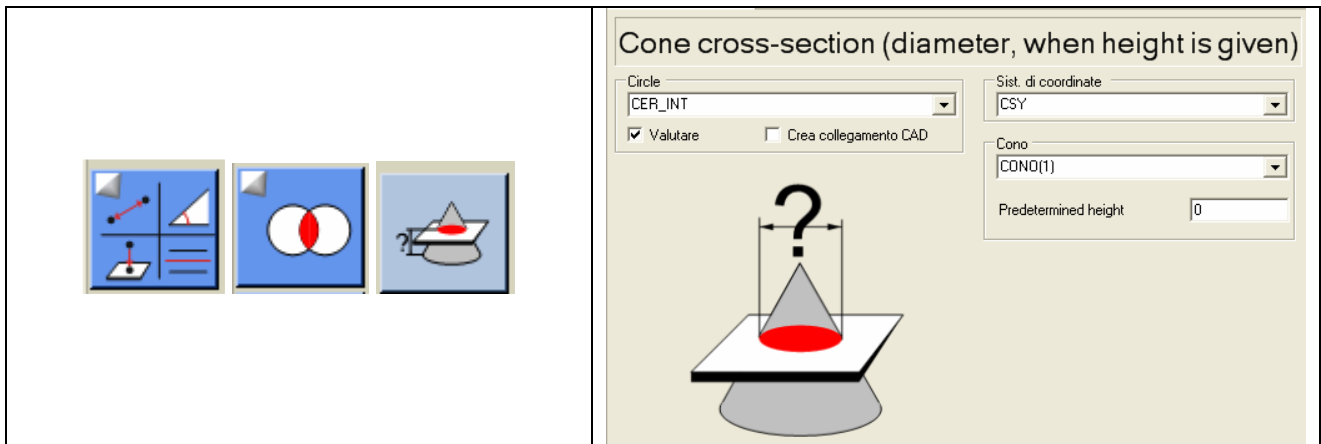 Cone cross-section (diameter, when height is given)
Circle
CER_INT
Valutare
Crea collegamento CAD
Sist. di coordinate
CSY
Cono
CONO(1)
Predetermined height
0
?
?